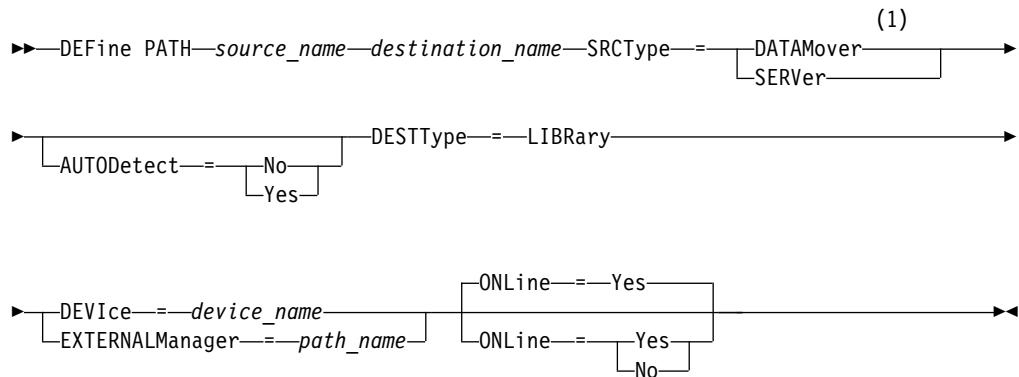 (1)
DEFine PATH source_name destination_name SRCType = DATAMover
SERVer
DESTType = LIBRary
AUTODetect = No
Yes
ONLine = Yes
DEVIce = device_name
EXTERNALManager = path_name ONLine = Yes
No